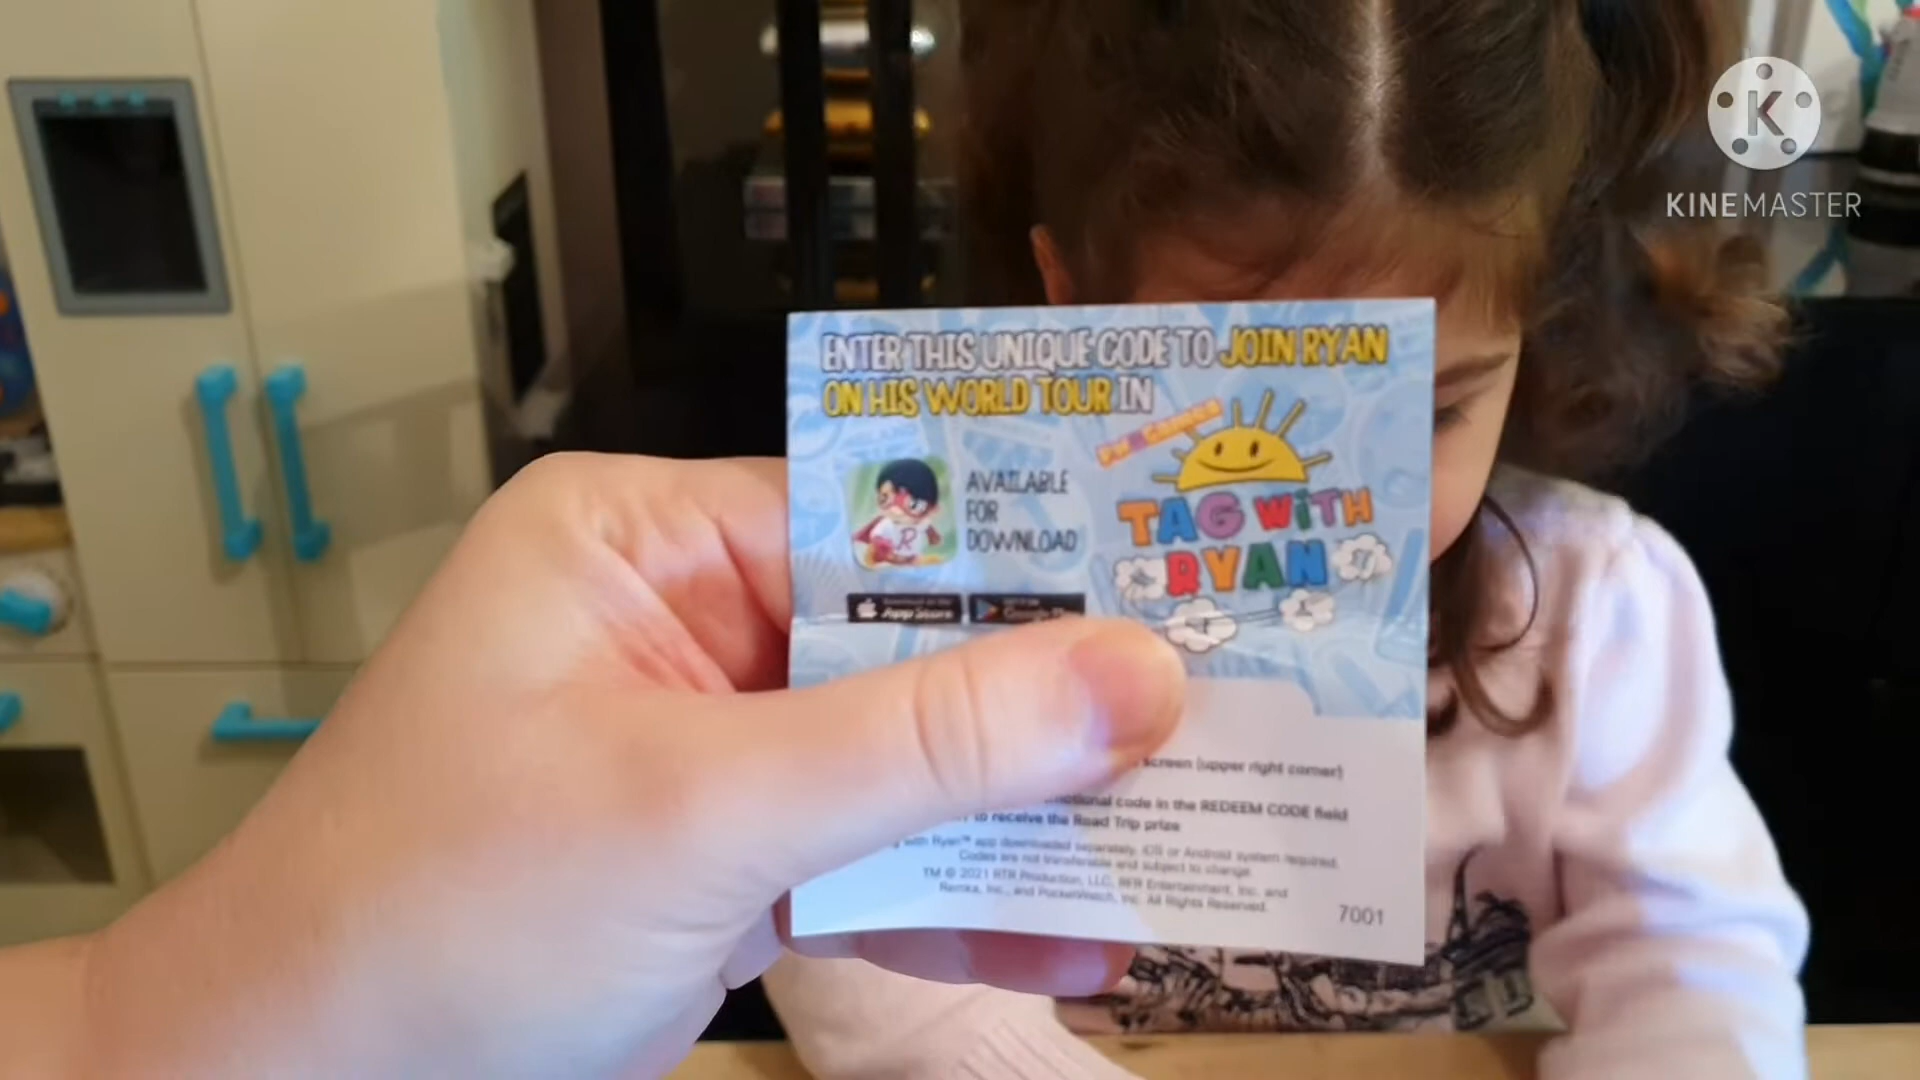 KINEMASTER
ENTER THIS UNIQUE CODE TO JOIN RYAN
ON HIS WORLD TOUR IN
TAG WITH
RYAN
AVAILABLE
FOR
DOWNLOAD
App Store
Google
screen (upper right corner)
code in the REDEEM CODE field
to receive the Road Trip prize
with Ryan™ app downloaded separately. iOS or Android system required.
Codes are not transferable and subject to change.
TM © 2021 RTR Production, LLC, RFR Entertainment, Inc. and
Remka, Inc., and PocketWatch, Inc. All Rights Reserved.
7001